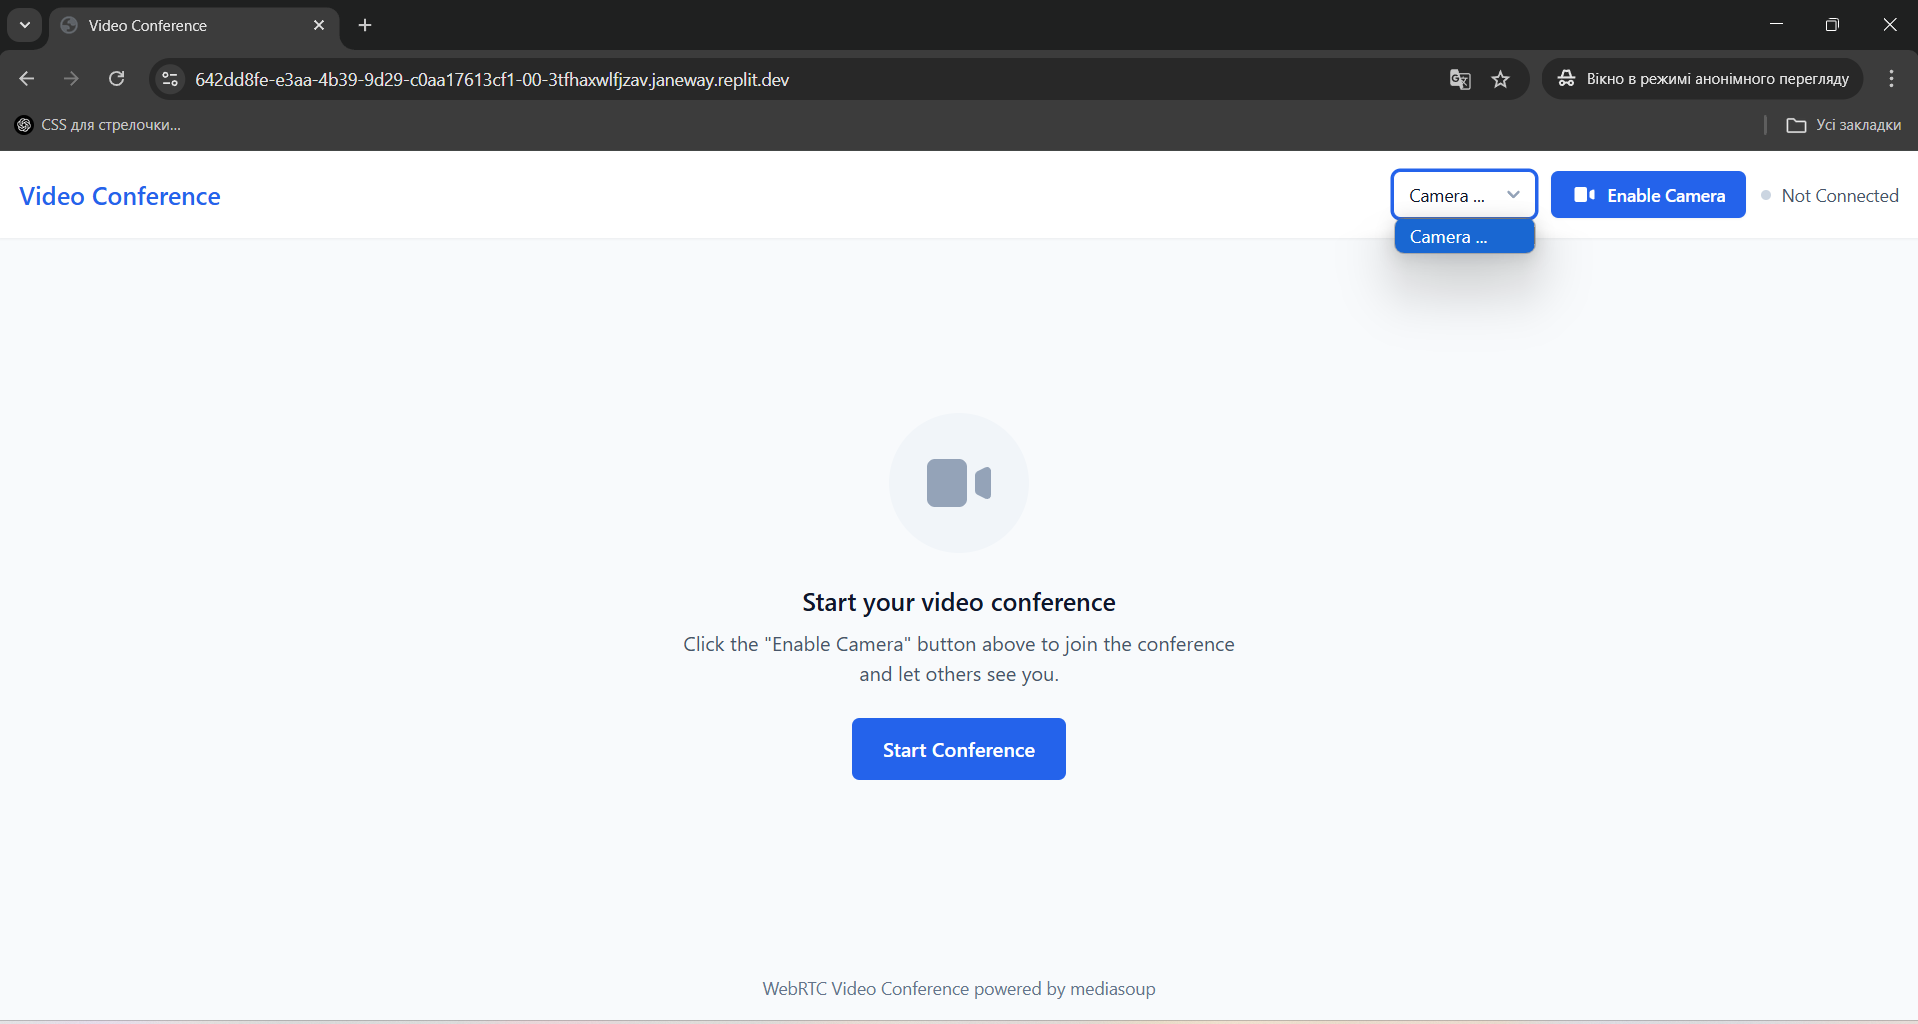 Video Conference
642dd8fe-e3aa-4b39-9d29-c0aa17613cf1-00-3tfhaxwlfjzav.janeway.replit.dev
Вікно в режимі анонімного перегляду
CSS для стрелочки...
Усі закладки
Video Conference
Camera ...
Enable Camera
Not Connected
Camera ...
Start your video conference
Click the "Enable Camera" button above to join the conference
and let others see you.
Start Conference
WebRTC Video Conference powered by mediasoup